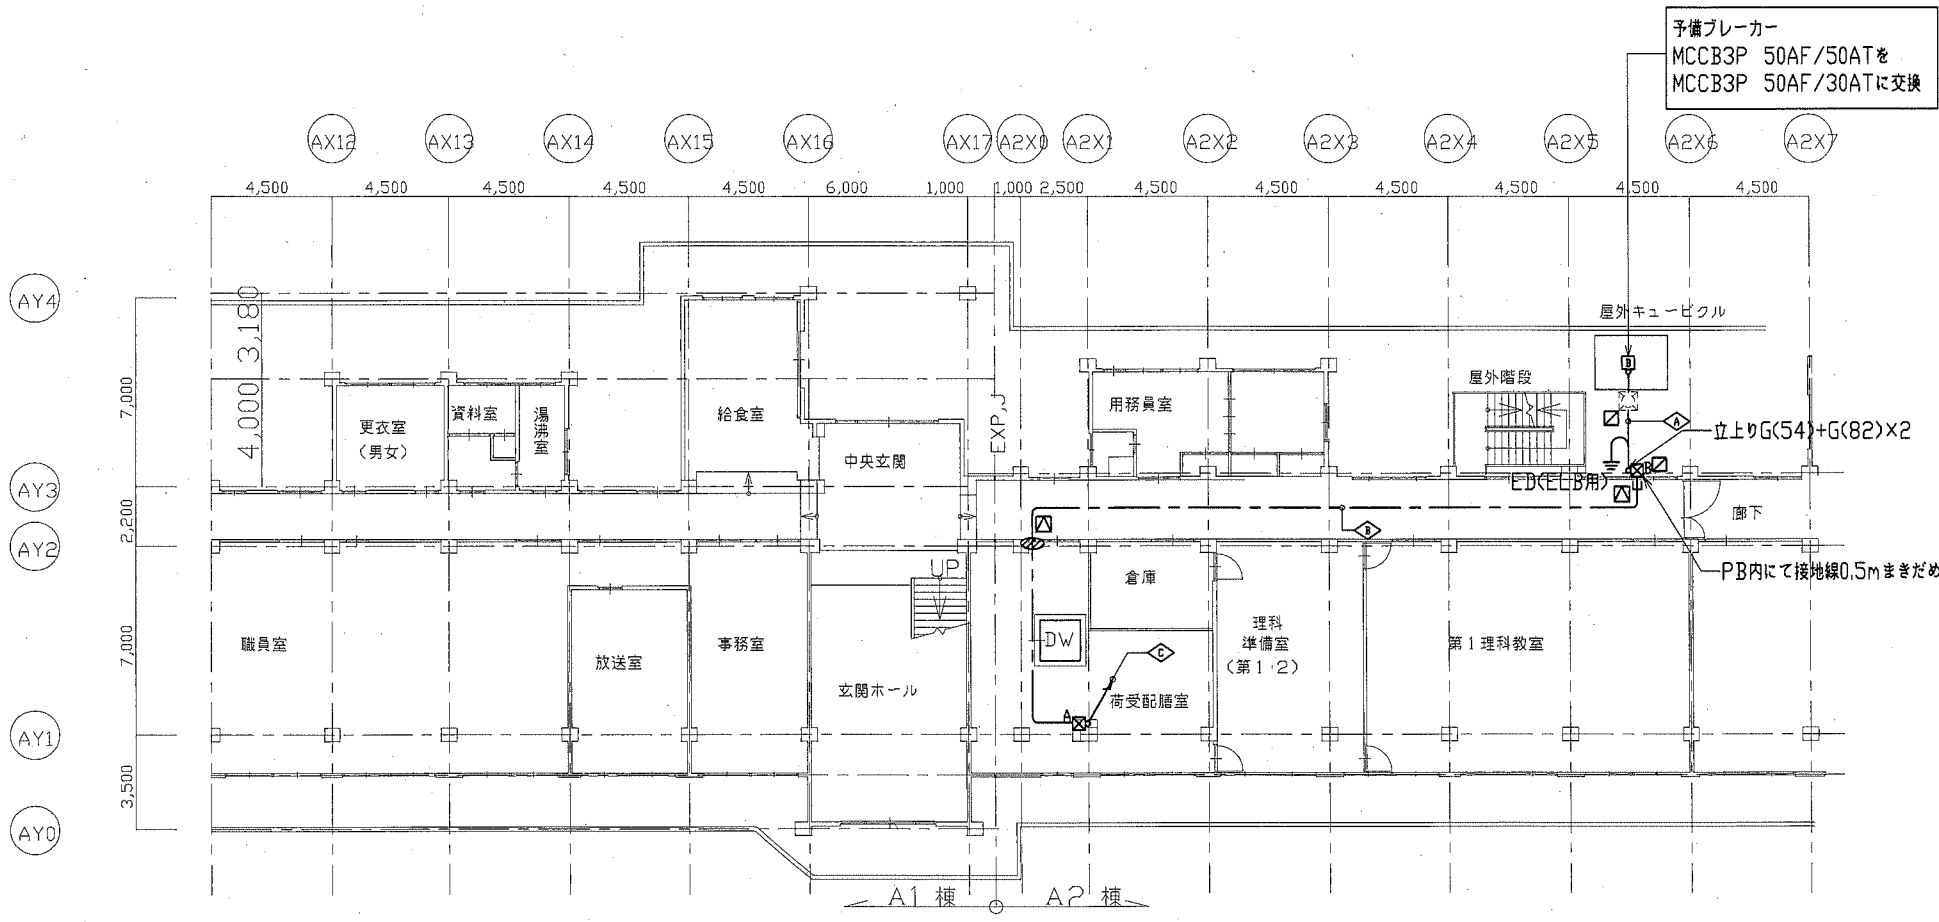 予備ブレーカー
MCCB3P 50AF/50ATを
MCCB3P 50AF/30ATに交換
AX12 AX13 AX14 AX15 AX16 AX17 A2X0 A2X1 A2X2 A2X3 A2X4 A2X5 A2X6 A2X7
4,500 4,500 4,500 4,500 4,500 6,000 1,000 1,000 2,500 4,500 4,500 4,500 4,500 4,500 4,500
AY4
AY3
AY2
AY1
AY0
7,000
2,200
7,000
3,500
4,000 3,180
屋外キュービクル
B
屋外階段
A
立上りG(54)+G(82)×2
B
ED(ELB用)
廊下
PB内にて接地線0.5mまきだめ
更衣室
(男女)
資料室
湯沸室
給食室
中央玄関
EXP,J
用務員室
B
UP
倉庫
職員室
放送室
事務室
玄関ホール
DW
C
A
荷受配膳室
理科
準備室
(第1・2)
第1理科教室
A1 棟
A2 棟